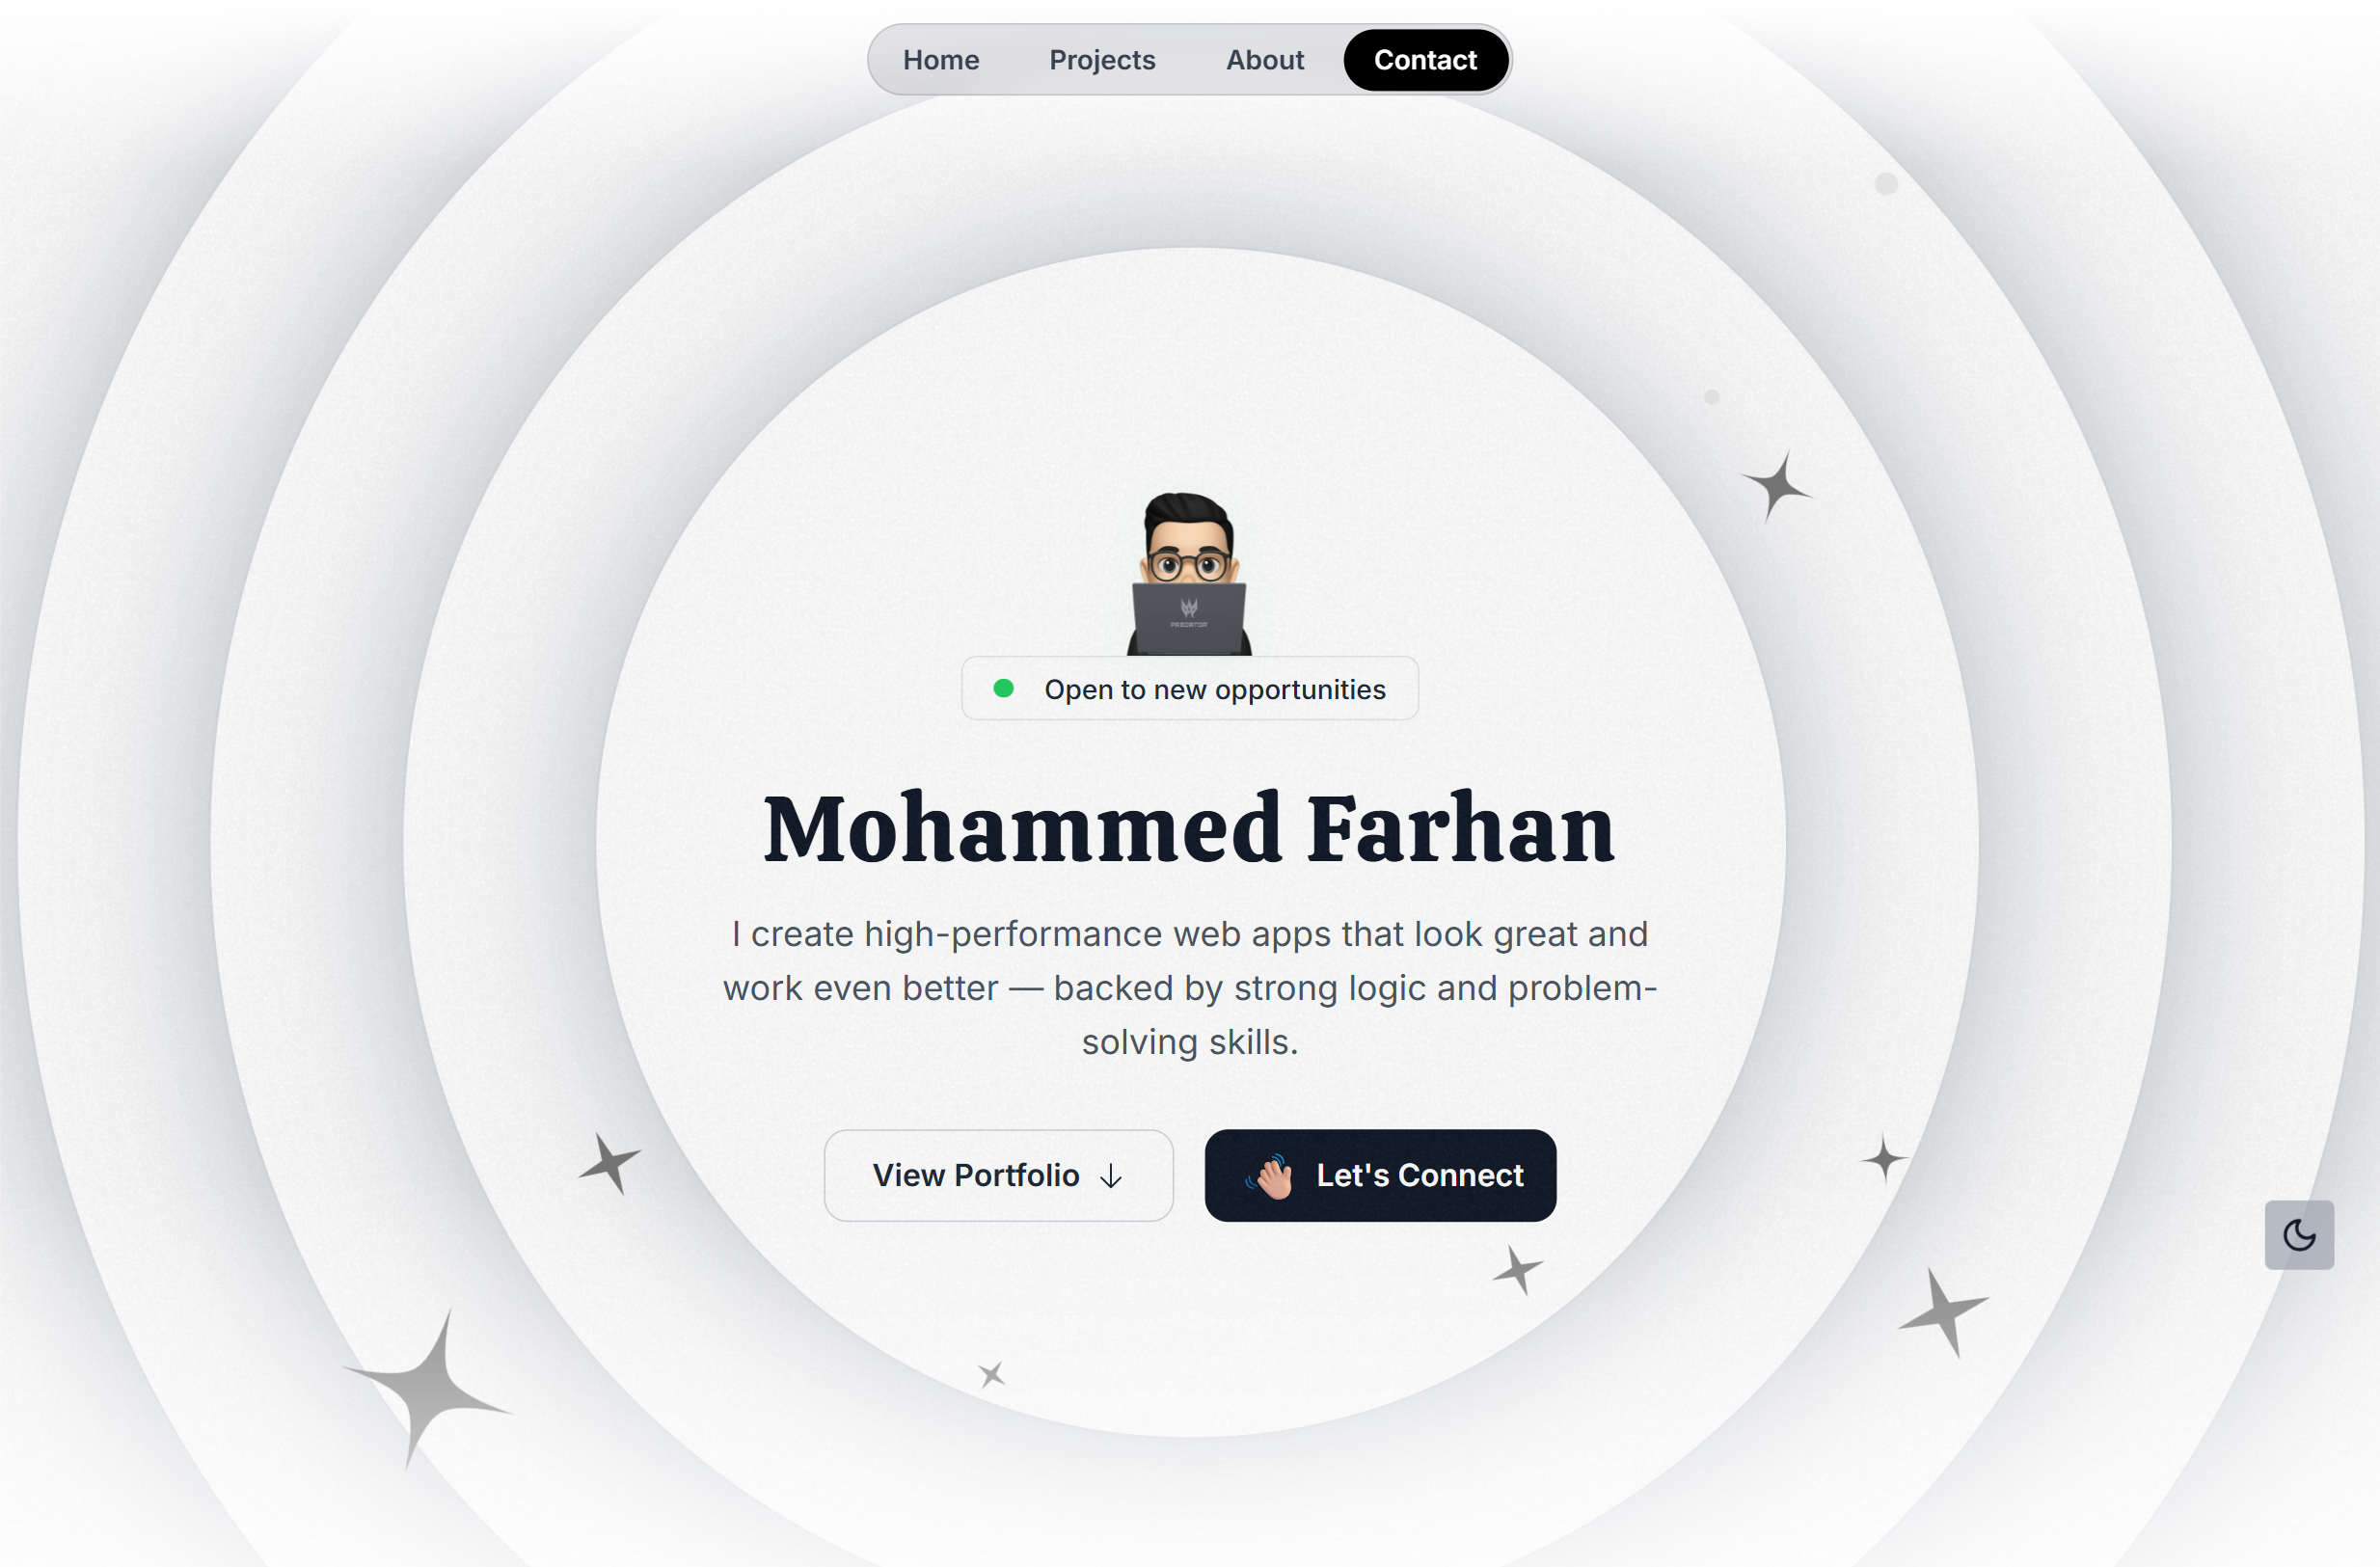 Home Projects About Contact
PREDATOR
Open to new opportunities
Mohammed Farhan
I create high-performance web apps that look great and
work even better — backed by strong logic and problem-
solving skills.
View Portfolio ↓ Let's Connect